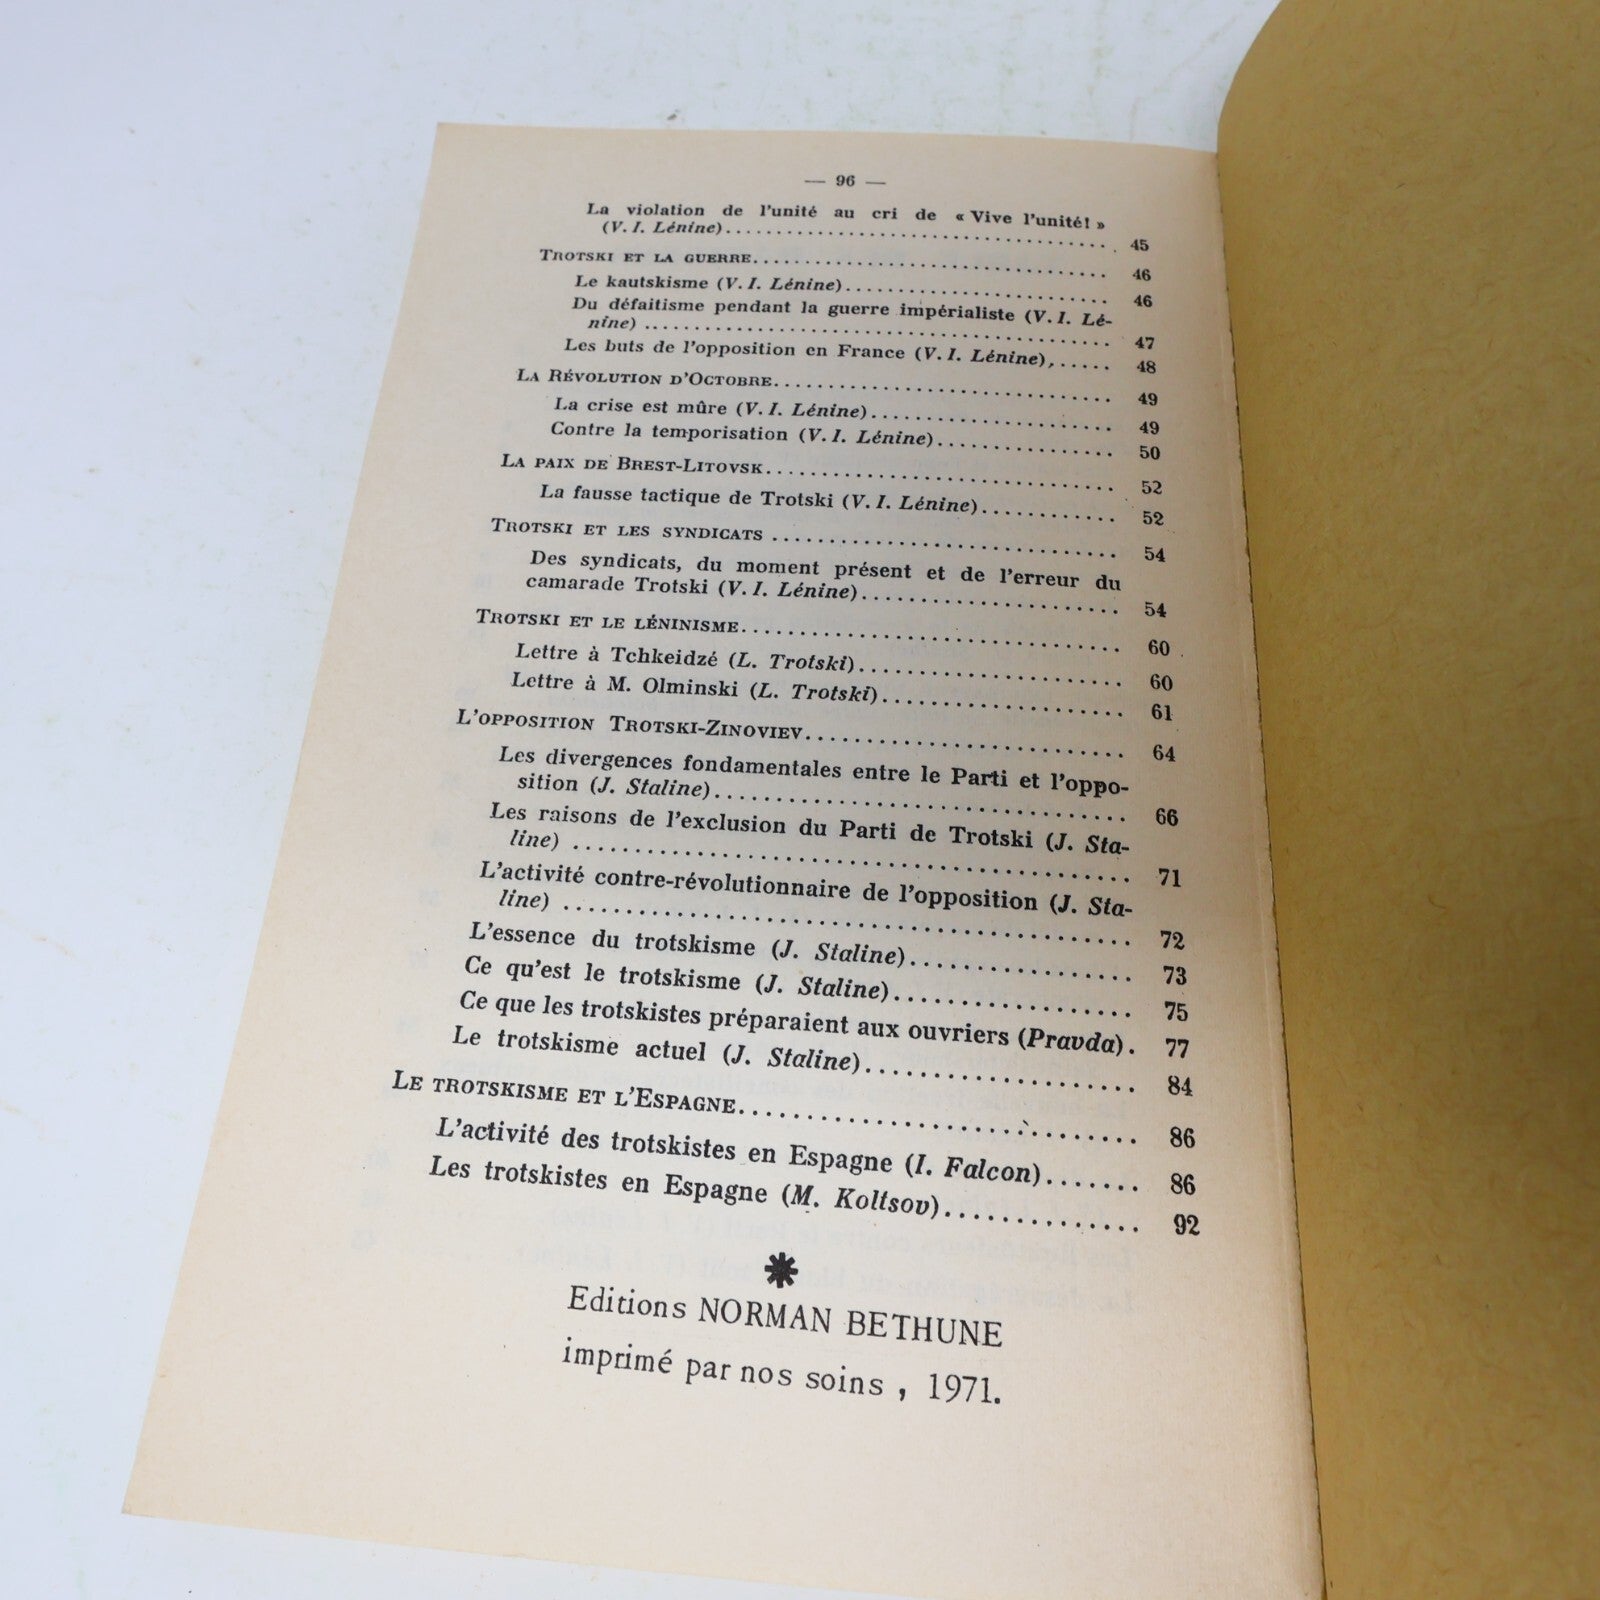 — 96 —
La violation de l'unité au cri de « Vive l'unité! »
(V. I. Lénine)...................................... 45
Trotski et la guerre................................... 46
Le kautskisme (V. I. Lénine).......................... 46
Du défaitisme pendant la guerre impérialiste (V. I. Lé-
nine) ............................................. 47
Les buts de l'opposition en France (V. I. Lénine)...... 48
La Révolution d'Octobre................................ 49
La crise est mûre (V. I. Lénine)....................... 49
Contre la temporisation (V. I. Lénine)................. 50
La paix de Brest-Litovsk............................... 52
La fausse tactique de Trotski (V. I. Lénine)............ 52
Trotski et les syndicats ............................... 54
Des syndicats, du moment présent et de l'erreur du
camarade Trotski (V. I. Lénine)....................... 54
Trotski et le léninisme................................. 60
Lettre à Tchkeidzé (L. Trotski)........................ 60
Lettre à M. Olminski (L. Trotski)...................... 61
L'opposition Trotski-Zinoviev........................... 64
Les divergences fondamentales entre le Parti et l'oppo-
sition (J. Staline).................................. 66
Les raisons de l'exclusion du Parti de Trotski (J. Sta-
line) ............................................. 71
L'activité contre-révolutionnaire de l'opposition (J. Sta-
line) ............................................. 72
L'essence du trotskisme (J. Staline).................... 73
Ce qu'est le trotskisme (J. Staline).................... 75
Ce que les trotskistes préparaient aux ouvriers (Pravda). 77
Le trotskisme actuel (J. Staline)....................... 84
Le trotskisme et l'Espagne.............................. 86
L'activité des trotskistes en Espagne (I. Falcon)....... 86
Les trotskistes en Espagne (M. Koltsov)................. 92
Editions NORMAN BETHUNE
imprimé par nos soins , 1971.